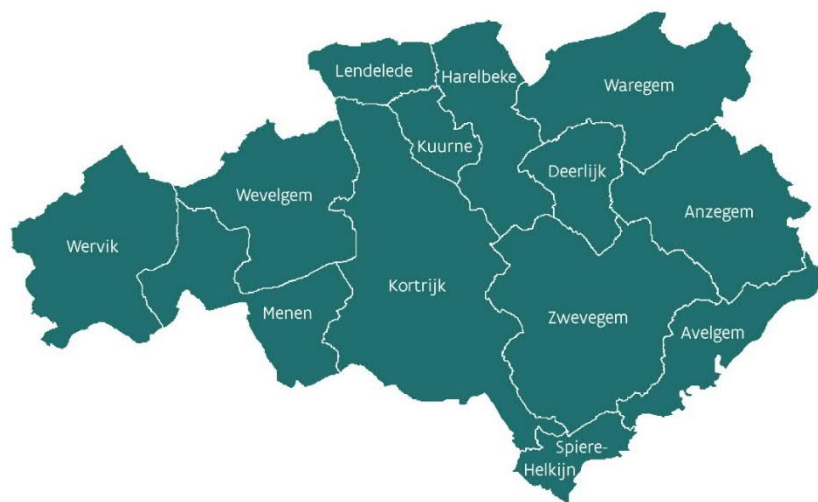 Lendelede
Harelbeke
Waregem
Kuurne
Deerlijk
Wevelgem
Anzegem
Wervik
Kortrijk
Menen
Zwevegem
Avelgem
Spiere-
Helkijn